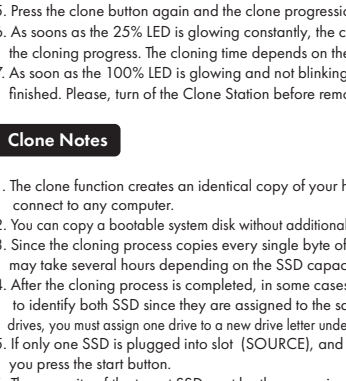 5. Press the clone button again and the clone progressio
6. As soons as the 25% LED is glowing constantly, the c
the cloning progress. The cloning time depends on the
7. As soon as the 100% LED is glowing and not blinking
finished. Please, turn of the Clone Station before remo
Clone Notes
1. The clone function creates an identical copy of your h
connect to any computer.
2. You can copy a bootable system disk without additional
3. Since the cloning process copies every single byte of
may take several hours depending on the SSD capac
4. After the cloning process is completed, in some cases
to identify both SSD since they are assigned to the sa
drives, you must assign one drive to a new drive letter unde
5. If only one SSD is plugged into slot (SOURCE), and
you press the start button.